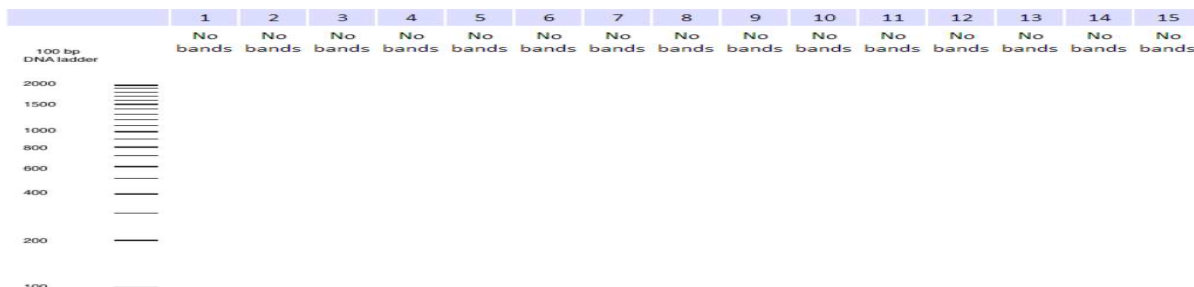 1 2 3 4 5 6 7 8 9 10 11 12 13 14 15
No No No No No No No No No No No No No No No
bands bands bands bands bands bands bands bands bands bands bands bands bands bands bands
100 bp
DNA ladder
2000
1500
1000
800
600
400
200
100